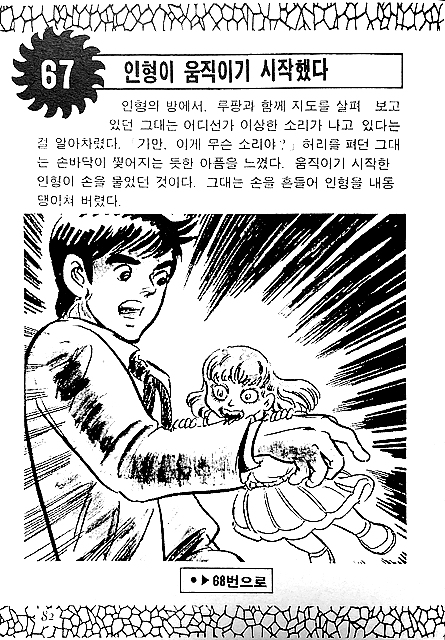 67
인형이 움직이기 시작했다
인형의 방에서, 루팡과 함께 지도를 살펴 보고
있던 그대는 어디선가 이상한 소리가 나고 있다는
걸 알아차렸다. 「가만, 이게 무슨 소리야?」 허리를 펴던 그대
는 손바닥이 찢어지는 듯한 아픔을 느꼈다. 움직이기 시작한
인형이 손을 물었던 것이다. 그대는 손을 흔들어 인형을 내동
댕이쳐 버렸다.
●▶68번으로
82